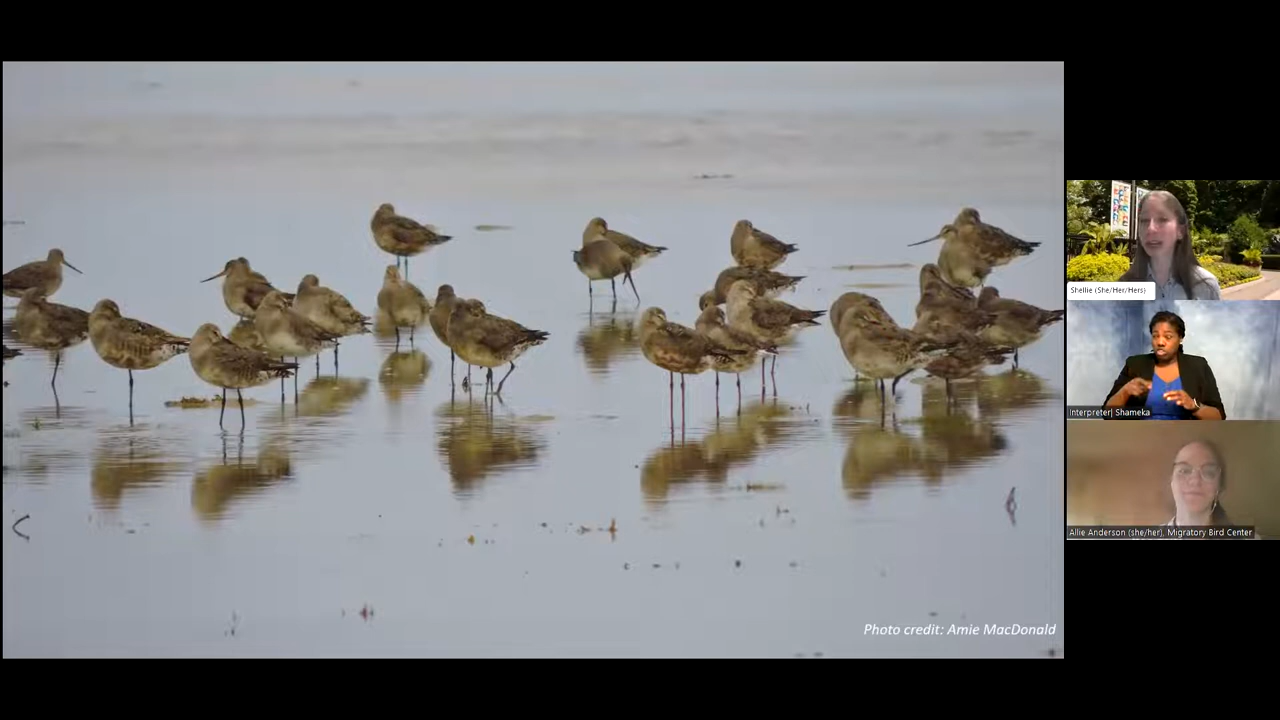 Shellie (She/Her/Hers)
Interpreter| Shameka
Allie Anderson (she/her), Migratory Bird Center
Photo credit: Amie MacDonald